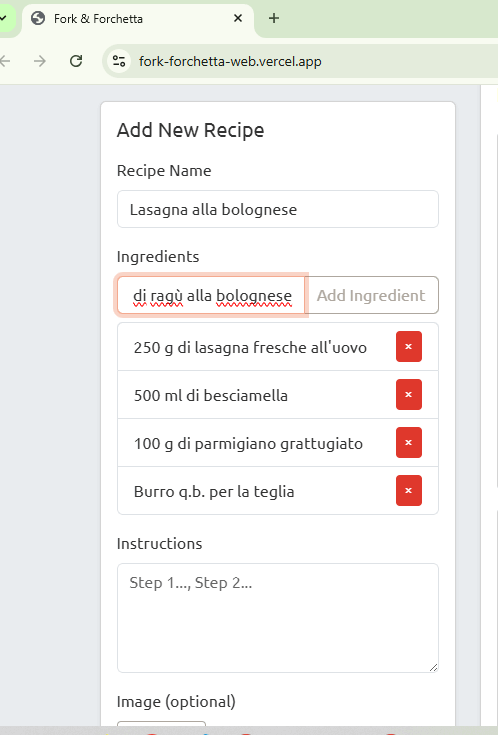 Fork & Forchetta
fork-forchetta-web.vercel.app
Add New Recipe
Recipe Name
Lasagna alla bolognese
Ingredients
di ragù alla bolognese Add Ingredient
250 g di lasagna fresche all'uovo ×
500 ml di besciamella ×
100 g di parmigiano grattugiato ×
Burro q.b. per la teglia ×
Instructions
Step 1..., Step 2...
Image (optional)